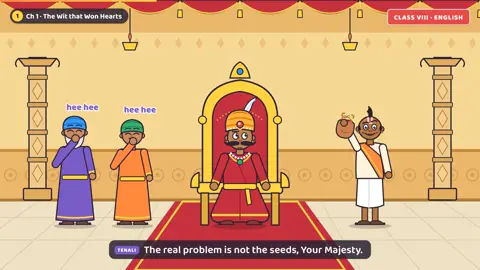 1 Ch 1 - The Wit that Won Hearts
CLASS VIII · ENGLISH
hee hee
hee hee
TENALI The real problem is not the seeds, Your Majesty.